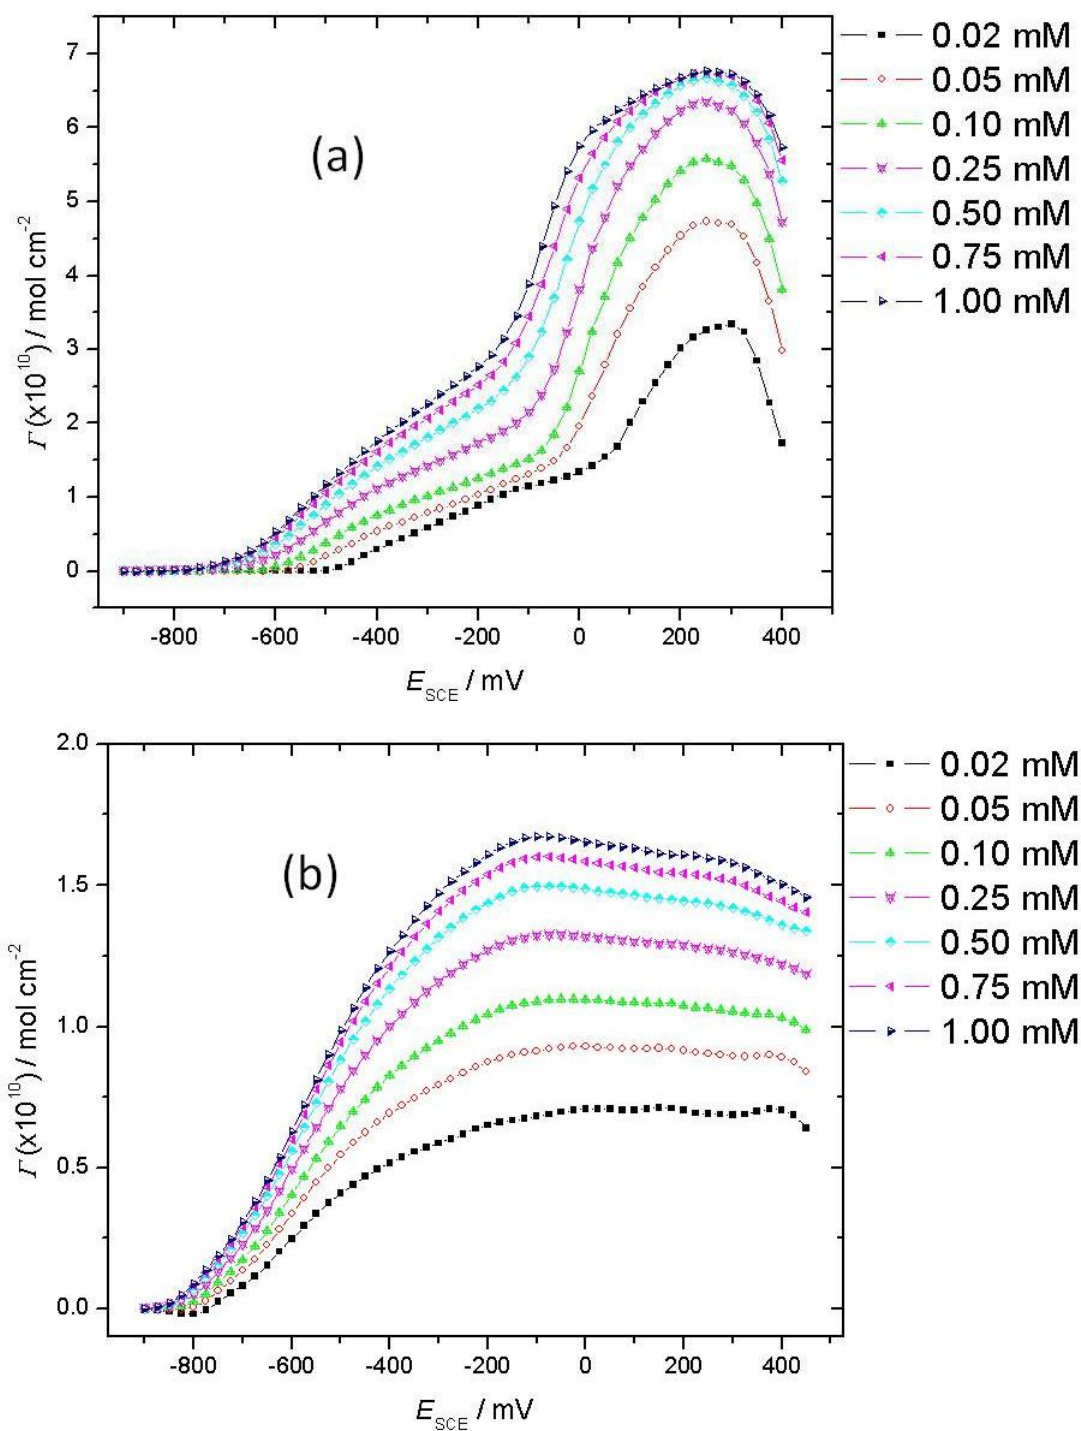 7
6
5
4
3
2
1
0
Γ(x10¹⁰) / mol cm⁻²
(a)
-800 -600 -400 -200 0 200 400
E_SCE / mV
0.02 mM
0.05 mM
0.10 mM
0.25 mM
0.50 mM
0.75 mM
1.00 mM
2.0
1.5
1.0
0.5
0.0
Γ(x10¹⁰) / mol cm⁻²
(b)
-800 -600 -400 -200 0 200 400
E_SCE / mV
0.02 mM
0.05 mM
0.10 mM
0.25 mM
0.50 mM
0.75 mM
1.00 mM